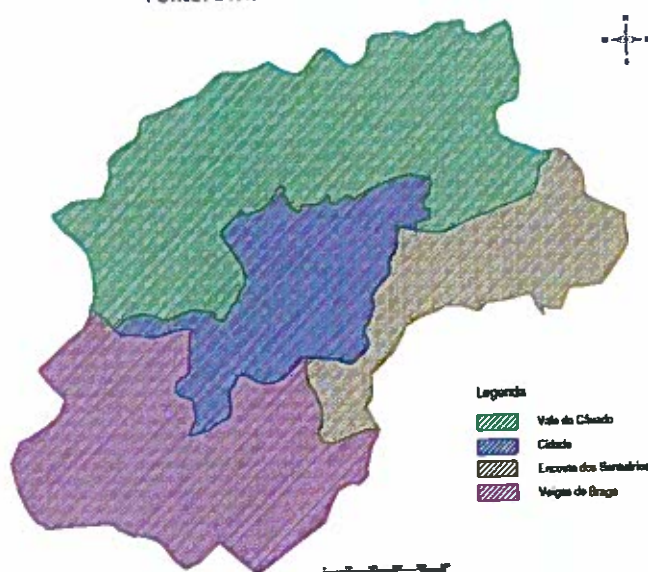 N
S
Legenda
Vale do Cávado
Cidade
Encosta dos Santuários
Veigas de Braga